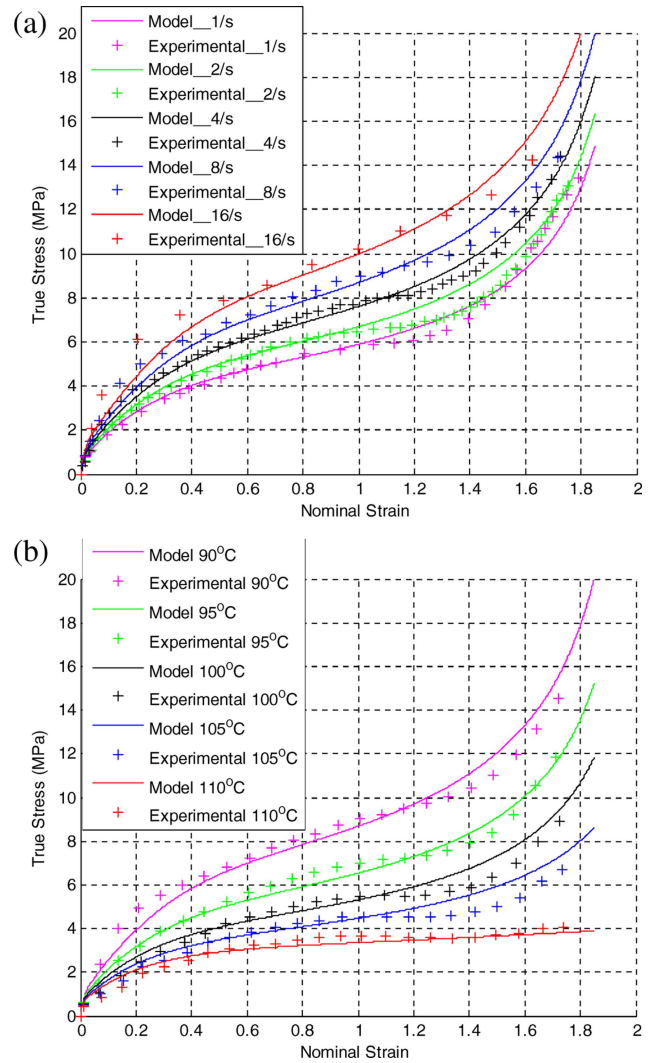 (a)
Model__1/s
Experimental__1/s
Model__2/s
Experimental__2/s
Model__4/s
Experimental__4/s
Model__8/s
Experimental__8/s
Model__16/s
Experimental__16/s
20
18
16
14
12
10
8
6
4
2
0
True Stress (MPa)
0 0.2 0.4 0.6 0.8 1 1.2 1.4 1.6 1.8 2
Nominal Strain
(b)
Model 90°C
Experimental 90°C
Model 95°C
Experimental 95°C
Model 100°C
Experimental 100°C
Model 105°C
Experimental 105°C
Model 110°C
Experimental 110°C
20
18
16
14
12
10
8
6
4
2
0
True Stress (MPa)
0 0.2 0.4 0.6 0.8 1 1.2 1.4 1.6 1.8 2
Nominal Strain